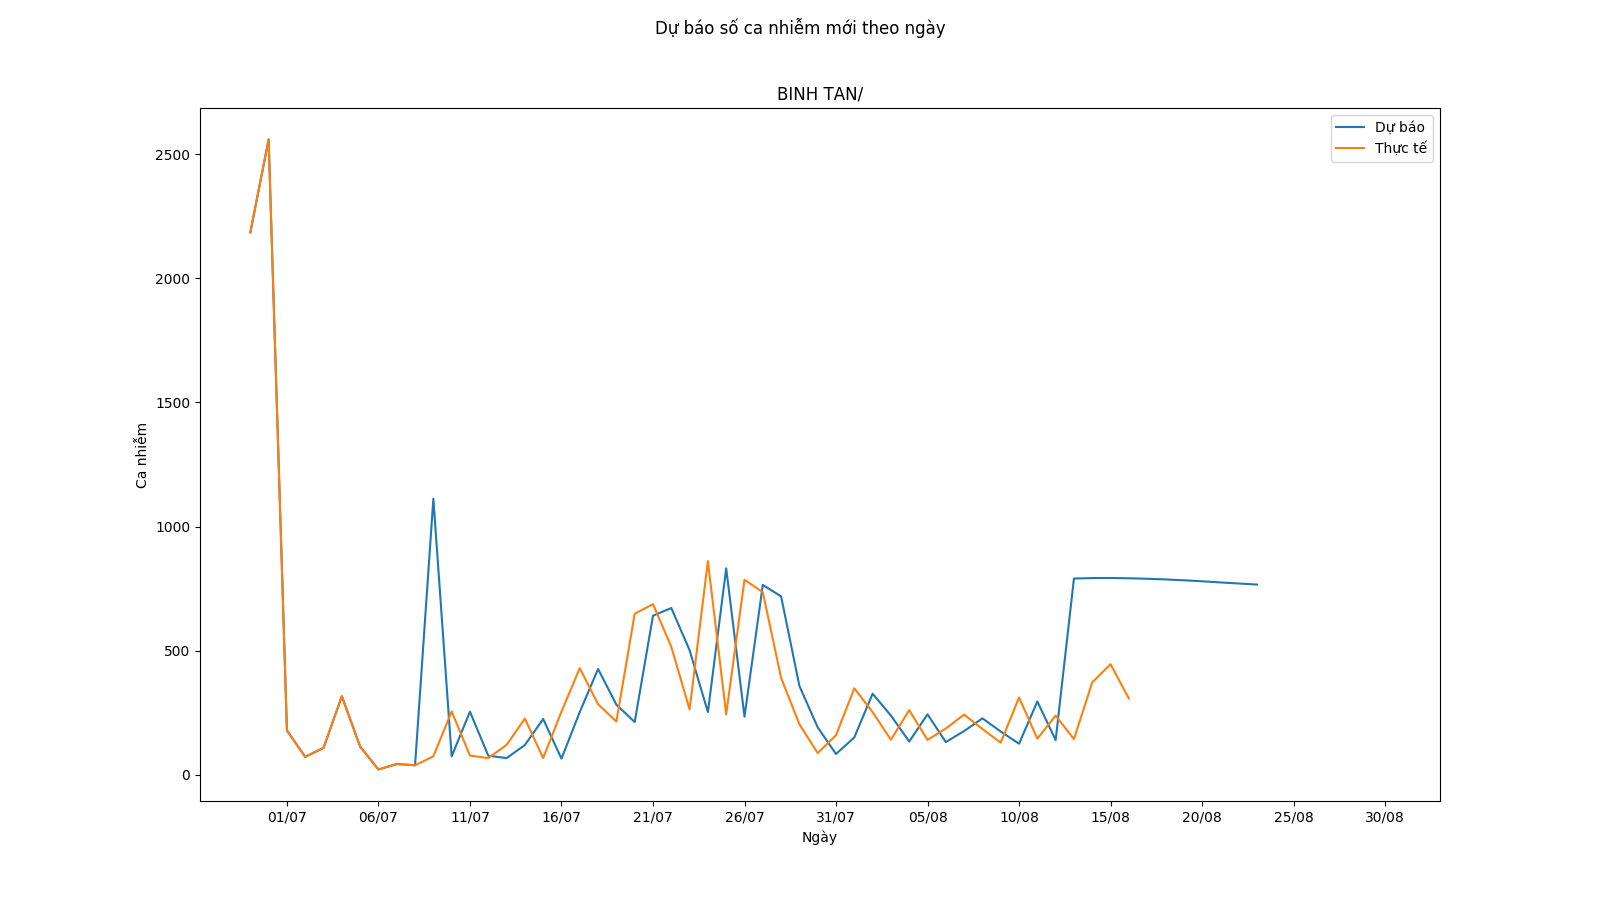 Dự báo số ca nhiễm mới theo ngày
BINH TAN/
Dự báo
Thực tế
2500
2000
1500
1000
500
0
Ca nhiễm
01/07 06/07 11/07 16/07 21/07 26/07 31/07 05/08 10/08 15/08 20/08 25/08 30/08
Ngày